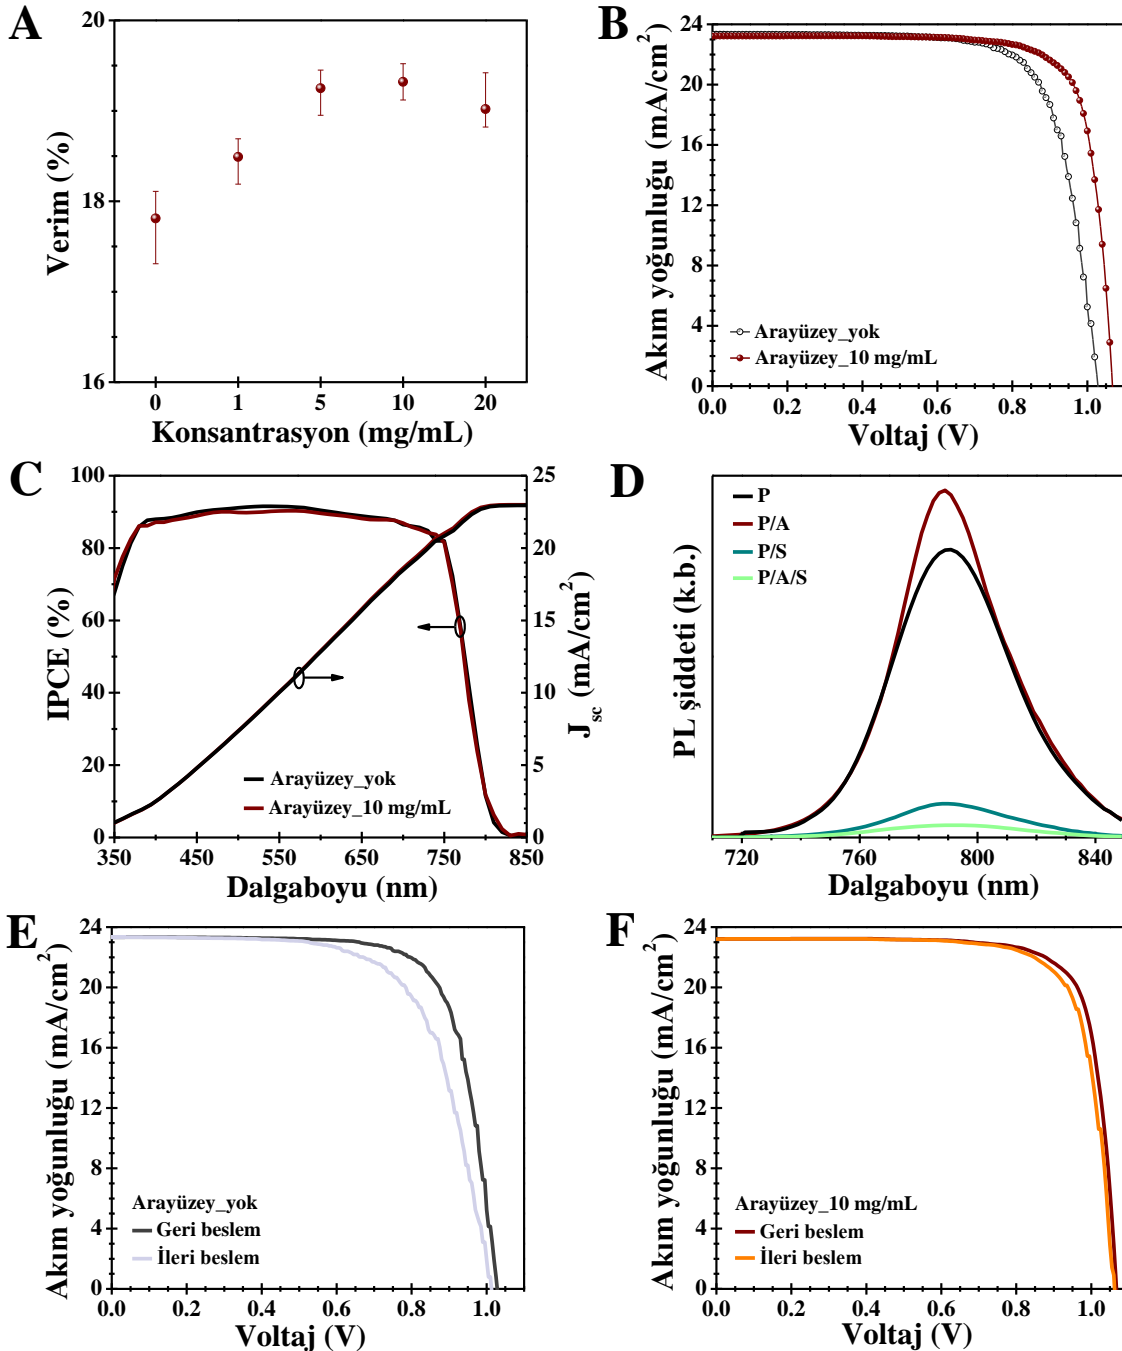 A
20
18
16
Verim (%)
0 1 5 10 20
Konsantrasyon (mg/mL)
B
24
20
16
12
8
4
0
Akım yoğunluğu (mA/cm²)
Arayüzey_yok
Arayüzey_10 mg/mL
0.0 0.2 0.4 0.6 0.8 1.0
Voltaj (V)
C
100
80
60
40
20
0
IPCE (%)
25
20
15
10
5
0
J_sc (mA/cm²)
Arayüzey_yok
Arayüzey_10 mg/mL
350 450 550 650 750 850
Dalgaboyu (nm)
D
P
P/A
P/S
P/A/S
PL şiddeti (k.b.)
720 760 800 840
Dalgaboyu (nm)
E
24
20
16
12
8
4
0
Akım yoğunluğu (mA/cm²)
Arayüzey_yok
Geri beslem
İleri beslem
0.0 0.2 0.4 0.6 0.8 1.0
Voltaj (V)
F
24
20
16
12
8
4
0
Akım yoğunluğu (mA/cm²)
Arayüzey_10 mg/mL
Geri beslem
İleri beslem
0.0 0.2 0.4 0.6 0.8 1.0
Voltaj (V)